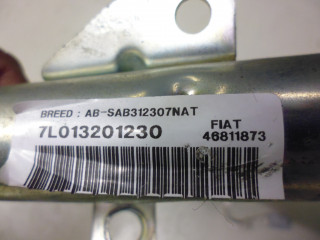 BREED : AB-SAB312307NAT
7L013201230 FIAT
46811873